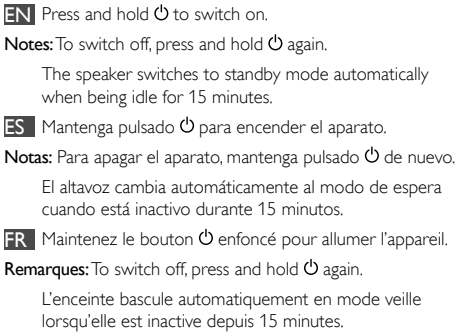 EN Press and hold ⏻ to switch on.
Notes: To switch off, press and hold ⏻ again.
The speaker switches to standby mode automatically
when being idle for 15 minutes.
ES Mantenga pulsado ⏻ para encender el aparato.
Notas: Para apagar el aparato, mantenga pulsado ⏻ de nuevo.
El altavoz cambia automáticamente al modo de espera
cuando está inactivo durante 15 minutos.
FR Maintenez le bouton ⏻ enfoncé pour allumer l'appareil.
Remarques: To switch off, press and hold ⏻ again.
L'enceinte bascule automatiquement en mode veille
lorsqu'elle est inactive depuis 15 minutes.